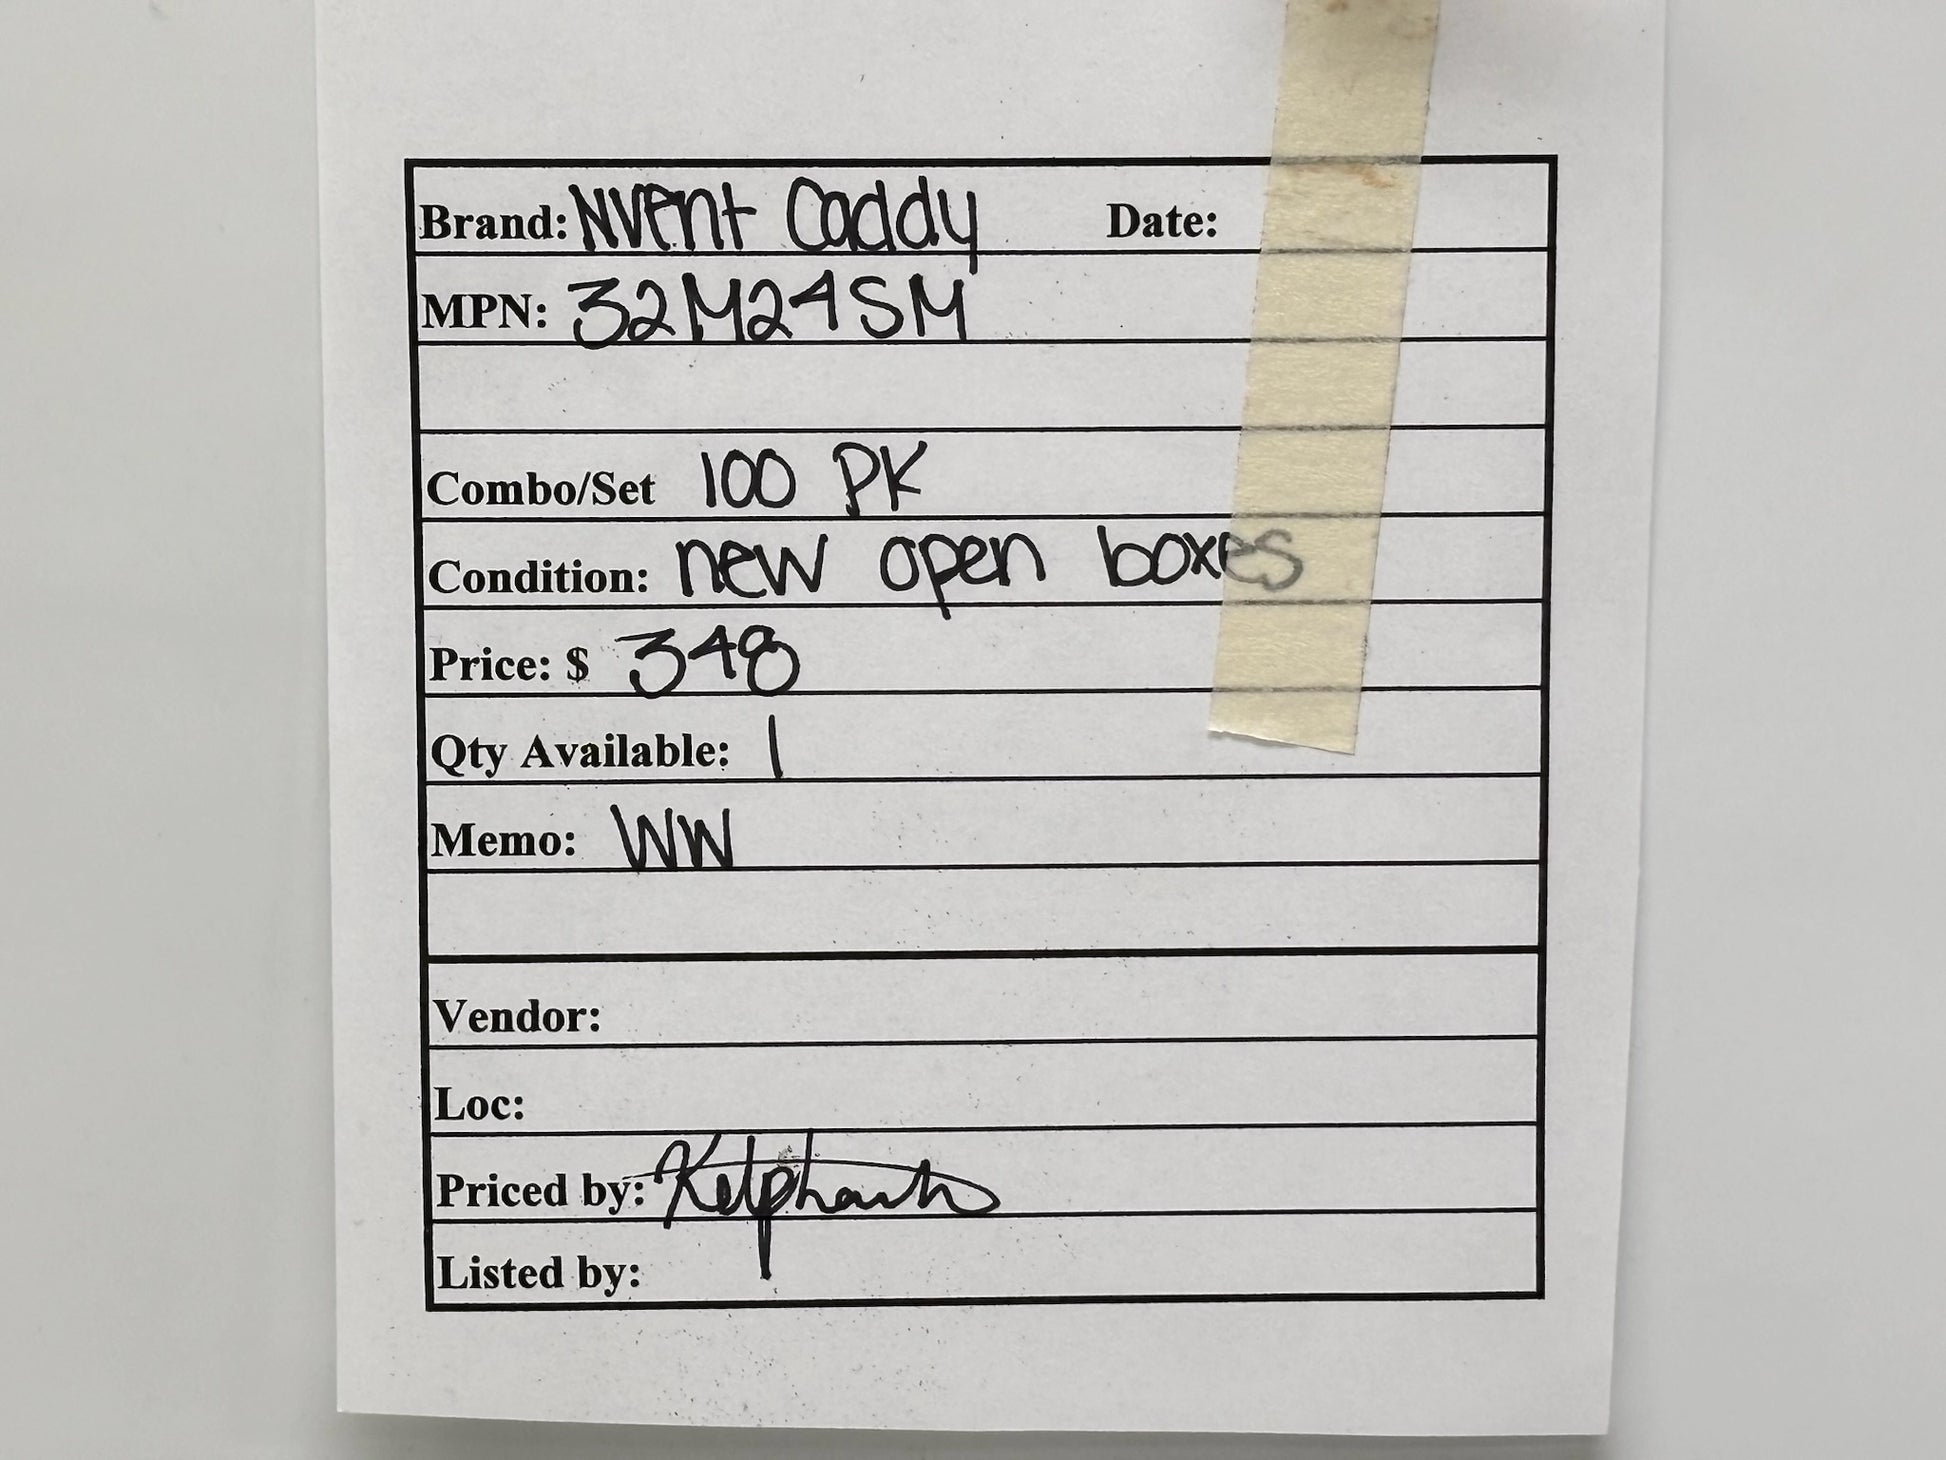 Brand: Nvent Caddy Date:
MPN: 32M24SM
Combo/Set 100 PK
Condition: new open boxes
Price: $ 348
Qty Available: 1
Memo: WW
Vendor:
Loc:
Priced by:
Listed by: